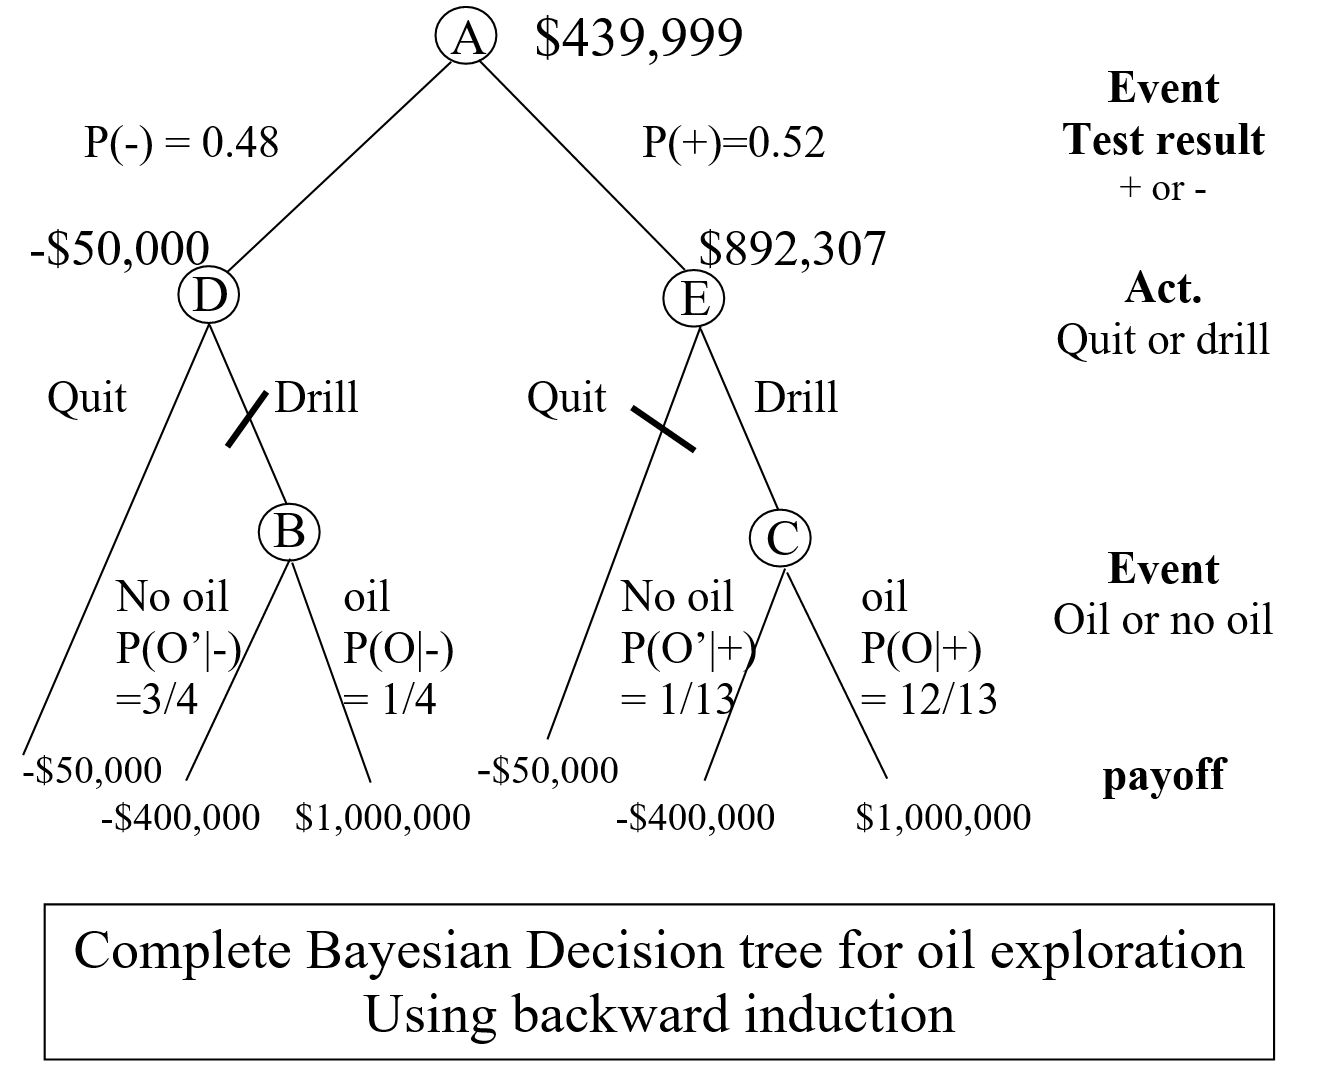 A $439,999
Event
Test result
+ or -
P(-) = 0.48
P(+)=0.52
-$50,000
$892,307
D
E
Act.
Quit or drill
Quit
Drill
Quit
Drill
B
C
Event
Oil or no oil
No oil
P(O’|-)
=3/4
oil
P(O|-)
= 1/4
No oil
P(O’|+)
= 1/13
oil
P(O|+)
= 12/13
-$50,000
-$400,000
$1,000,000
-$50,000
-$400,000
$1,000,000
payoff
Complete Bayesian Decision tree for oil exploration
Using backward induction